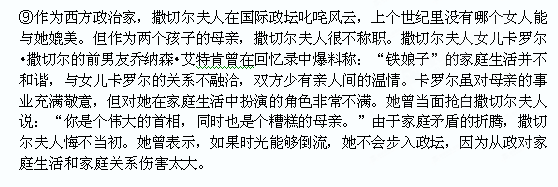 ⑨作为西方政治家，撒切尔夫人在国际政坛叱咤风云，上个世纪里没有哪个女人能
与她媲美。但作为两个孩子的母亲，撒切尔夫人很不称职。撒切尔夫人女儿卡罗尔
•撒切尔的前男友乔纳森•艾特肯曾在回忆录中爆料称：“铁娘子”的家庭生活并不
和谐，与女儿卡罗尔的关系不融洽，双方少有亲人间的温情。卡罗尔虽对母亲的事
业充满敬意，但对她在家庭生活中扮演的角色非常不满。她曾当面抢白撒切尔夫人
说：“你是个伟大的首相，同时也是个糟糕的母亲。”由于家庭矛盾的折腾，撒切
尔夫人悔不当初。她曾表示，如果时光能够倒流，她不会步入政坛，因为从政对家
庭生活和家庭关系伤害太大。